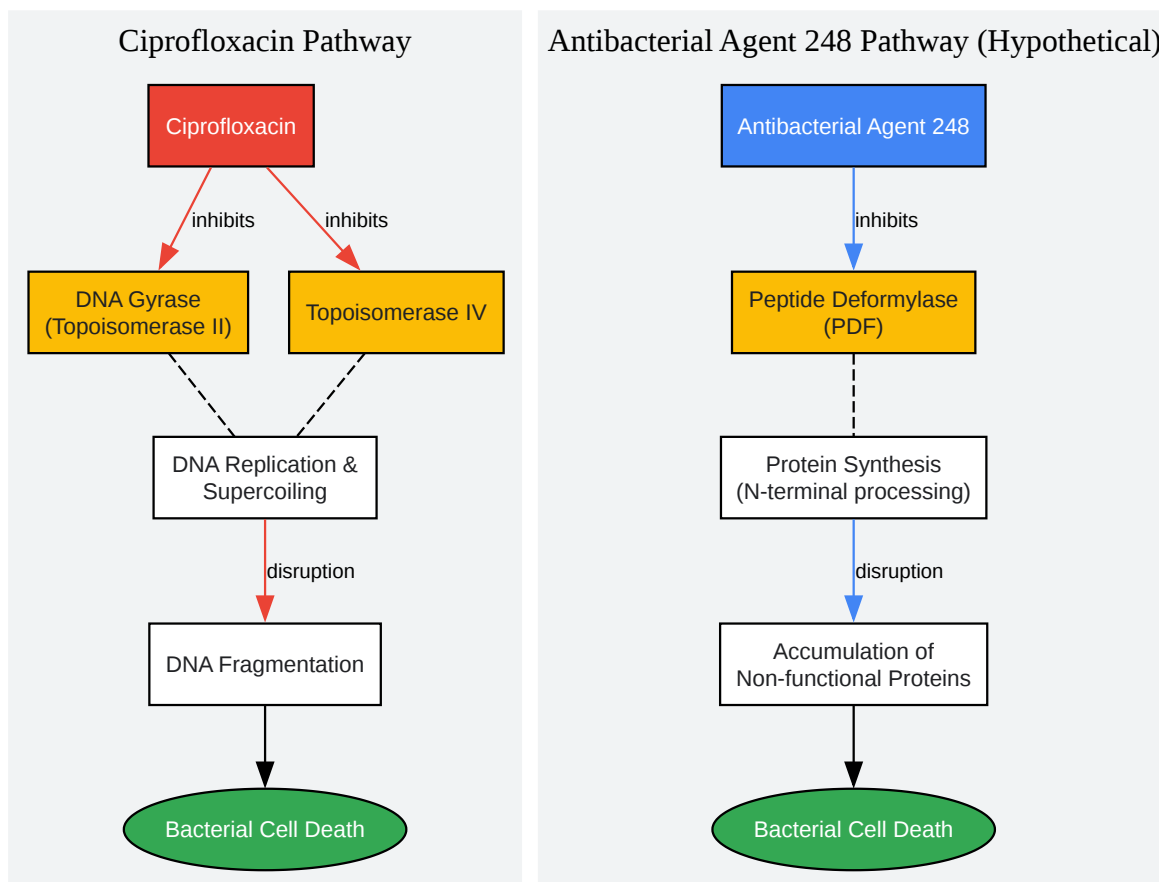 Ciprofloxacin Pathway
Ciprofloxacin
inhibits
inhibits
DNA Gyrase
(Topoisomerase II)
Topoisomerase IV
DNA Replication &
Supercoiling
disruption
DNA Fragmentation
Bacterial Cell Death
Antibacterial Agent 248 Pathway (Hypothetical)
Antibacterial Agent 248
inhibits
Peptide Deformylase
(PDF)
Protein Synthesis
(N-terminal processing)
disruption
Accumulation of
Non-functional Proteins
Bacterial Cell Death